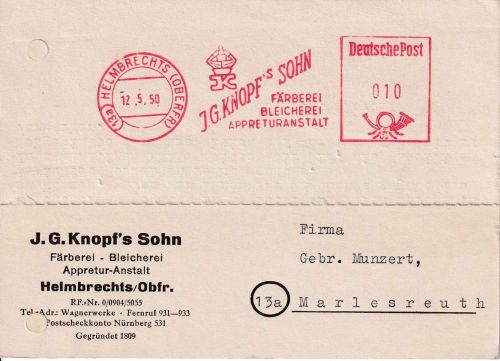 (13a) HELMBRECHTS (OBERFR)
12.5.50
J.G.KNOPF'S SOHN
FÄRBEREI
BLEICHEREI
APPRETURANSTALT
Deutsche Post
010
J. G. Knopf's Sohn
Färberei - Bleicherei
Appretur-Anstalt
Helmbrechts/Obfr.
RF.-Nr. 0/0904/5055
Tel.-Adr.: Wagnerwerke · Fernruf 931—933
Postscheckkonto Nürnberg 531
Gegründet 1809
Firma
Gebr. Munzert,
13a Marlesreuth